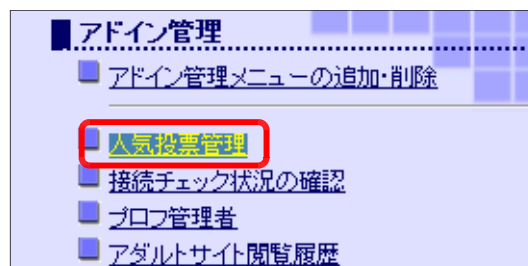 アドイン管理
アドイン管理メニューの追加・削除
人気投票管理
接続チェック状況の確認
プロフ管理者
アダルトサイト閲覧履歴